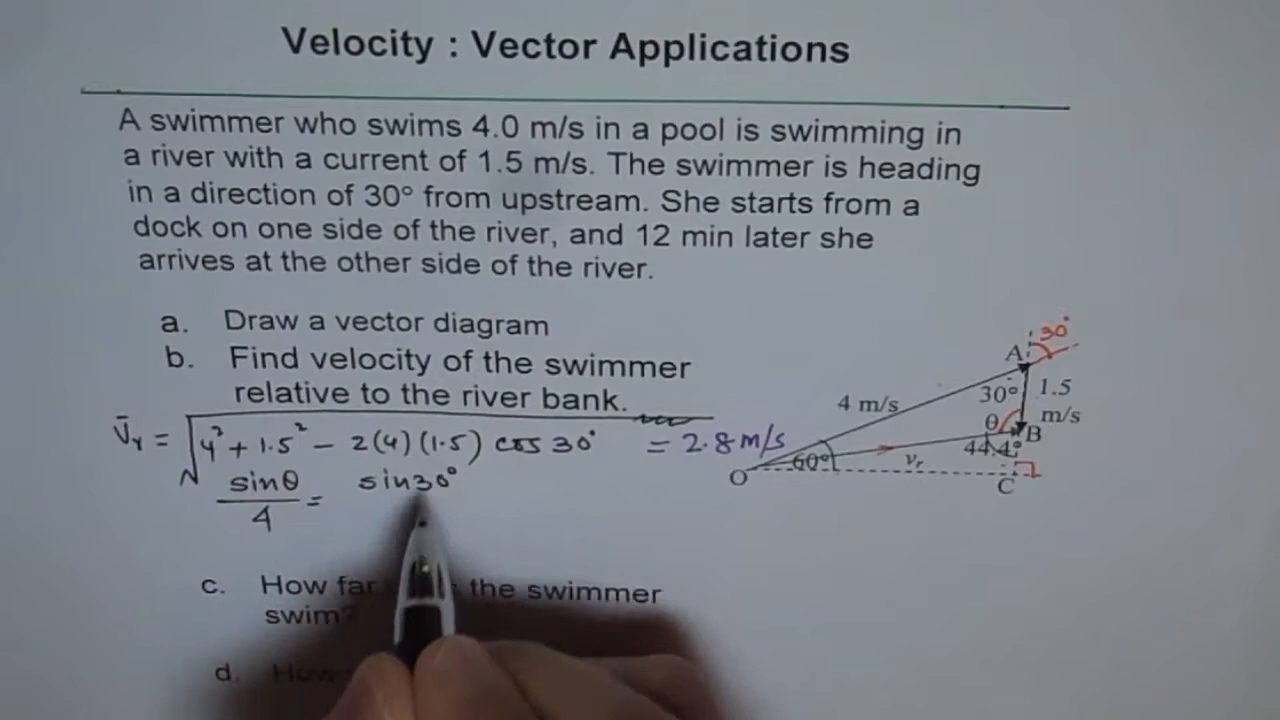 Velocity : Vector Applications
A swimmer who swims 4.0 m/s in a pool is swimming in
a river with a current of 1.5 m/s. The swimmer is heading
in a direction of 30° from upstream. She starts from a
dock on one side of the river, and 12 min later she
arrives at the other side of the river.
a. Draw a vector diagram
b. Find velocity of the swimmer
relative to the river bank.
v̄r = √4² + 1.5² − 2(4)(1.5) cos 30° = 2.8 m/s
sinθ/4 = sin30°
c. How far the swimmer
swim?
d. How
30°
A
30° 1.5
4 m/s
m/s
θ B
44.4°
60° vr
O
C